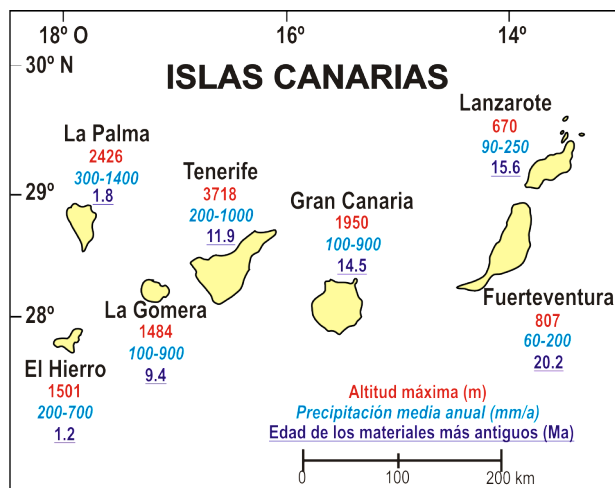 18º O
16º
14º
30º N
ISLAS CANARIAS
Lanzarote
670
90-250
15.6
La Palma
2426
300-1400
1.8
Tenerife
3718
200-1000
11.9
Gran Canaria
1950
100-900
14.5
29º
28º
La Gomera
1484
100-900
9.4
Fuerteventura
807
60-200
20.2
El Hierro
1501
200-700
1.2
Altitud máxima (m)
Precipitación media anual (mm/a)
Edad de los materiales más antiguos (Ma)
0
100
200 km